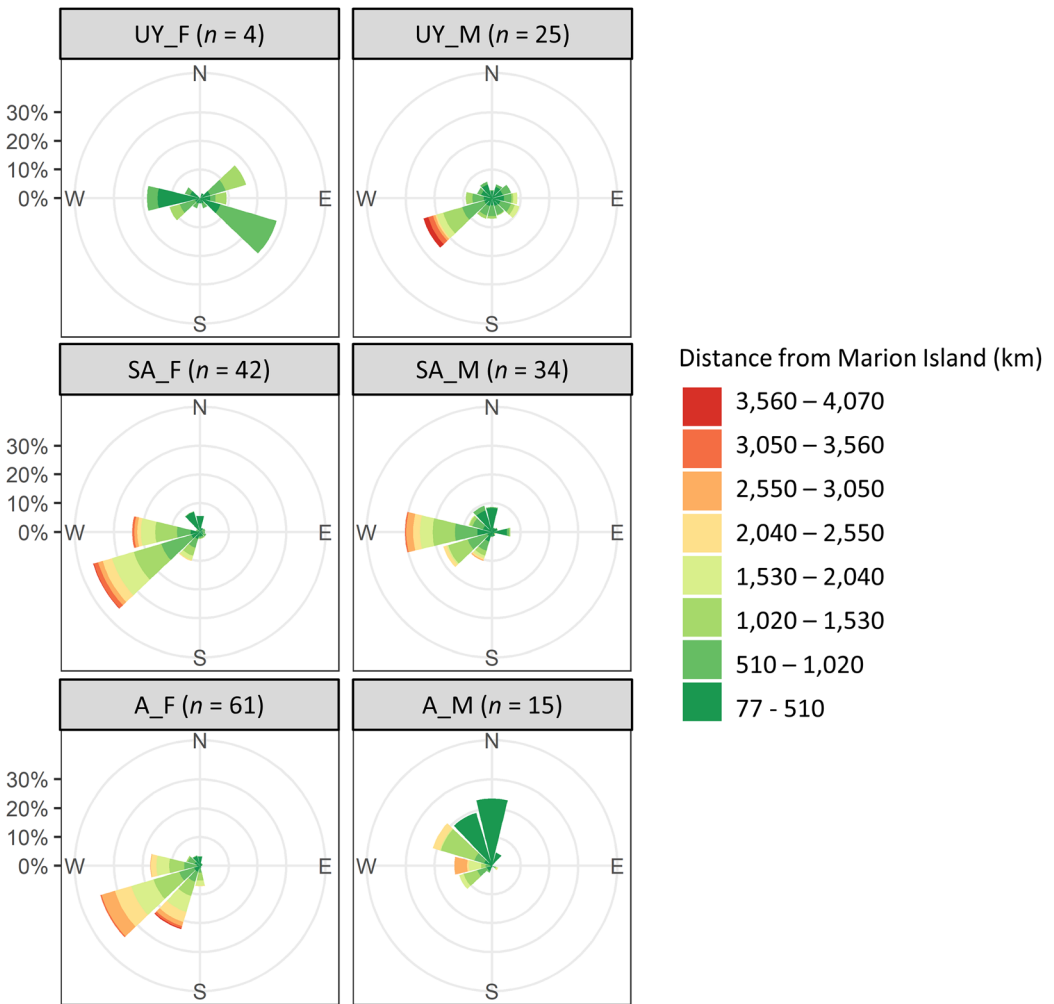 UY_F (n = 4)
UY_M (n = 25)
N
30%
20%
10%
0%
W
E
S
N
E
S
SA_F (n = 42)
SA_M (n = 34)
N
30%
20%
10%
0%
W
E
S
N
E
S
A_F (n = 61)
A_M (n = 15)
N
30%
20%
10%
0%
W
E
S
N
W
E
S
W
W
Distance from Marion Island (km)
3,560 – 4,070
3,050 – 3,560
2,550 – 3,050
2,040 – 2,550
1,530 – 2,040
1,020 – 1,530
510 – 1,020
77 - 510